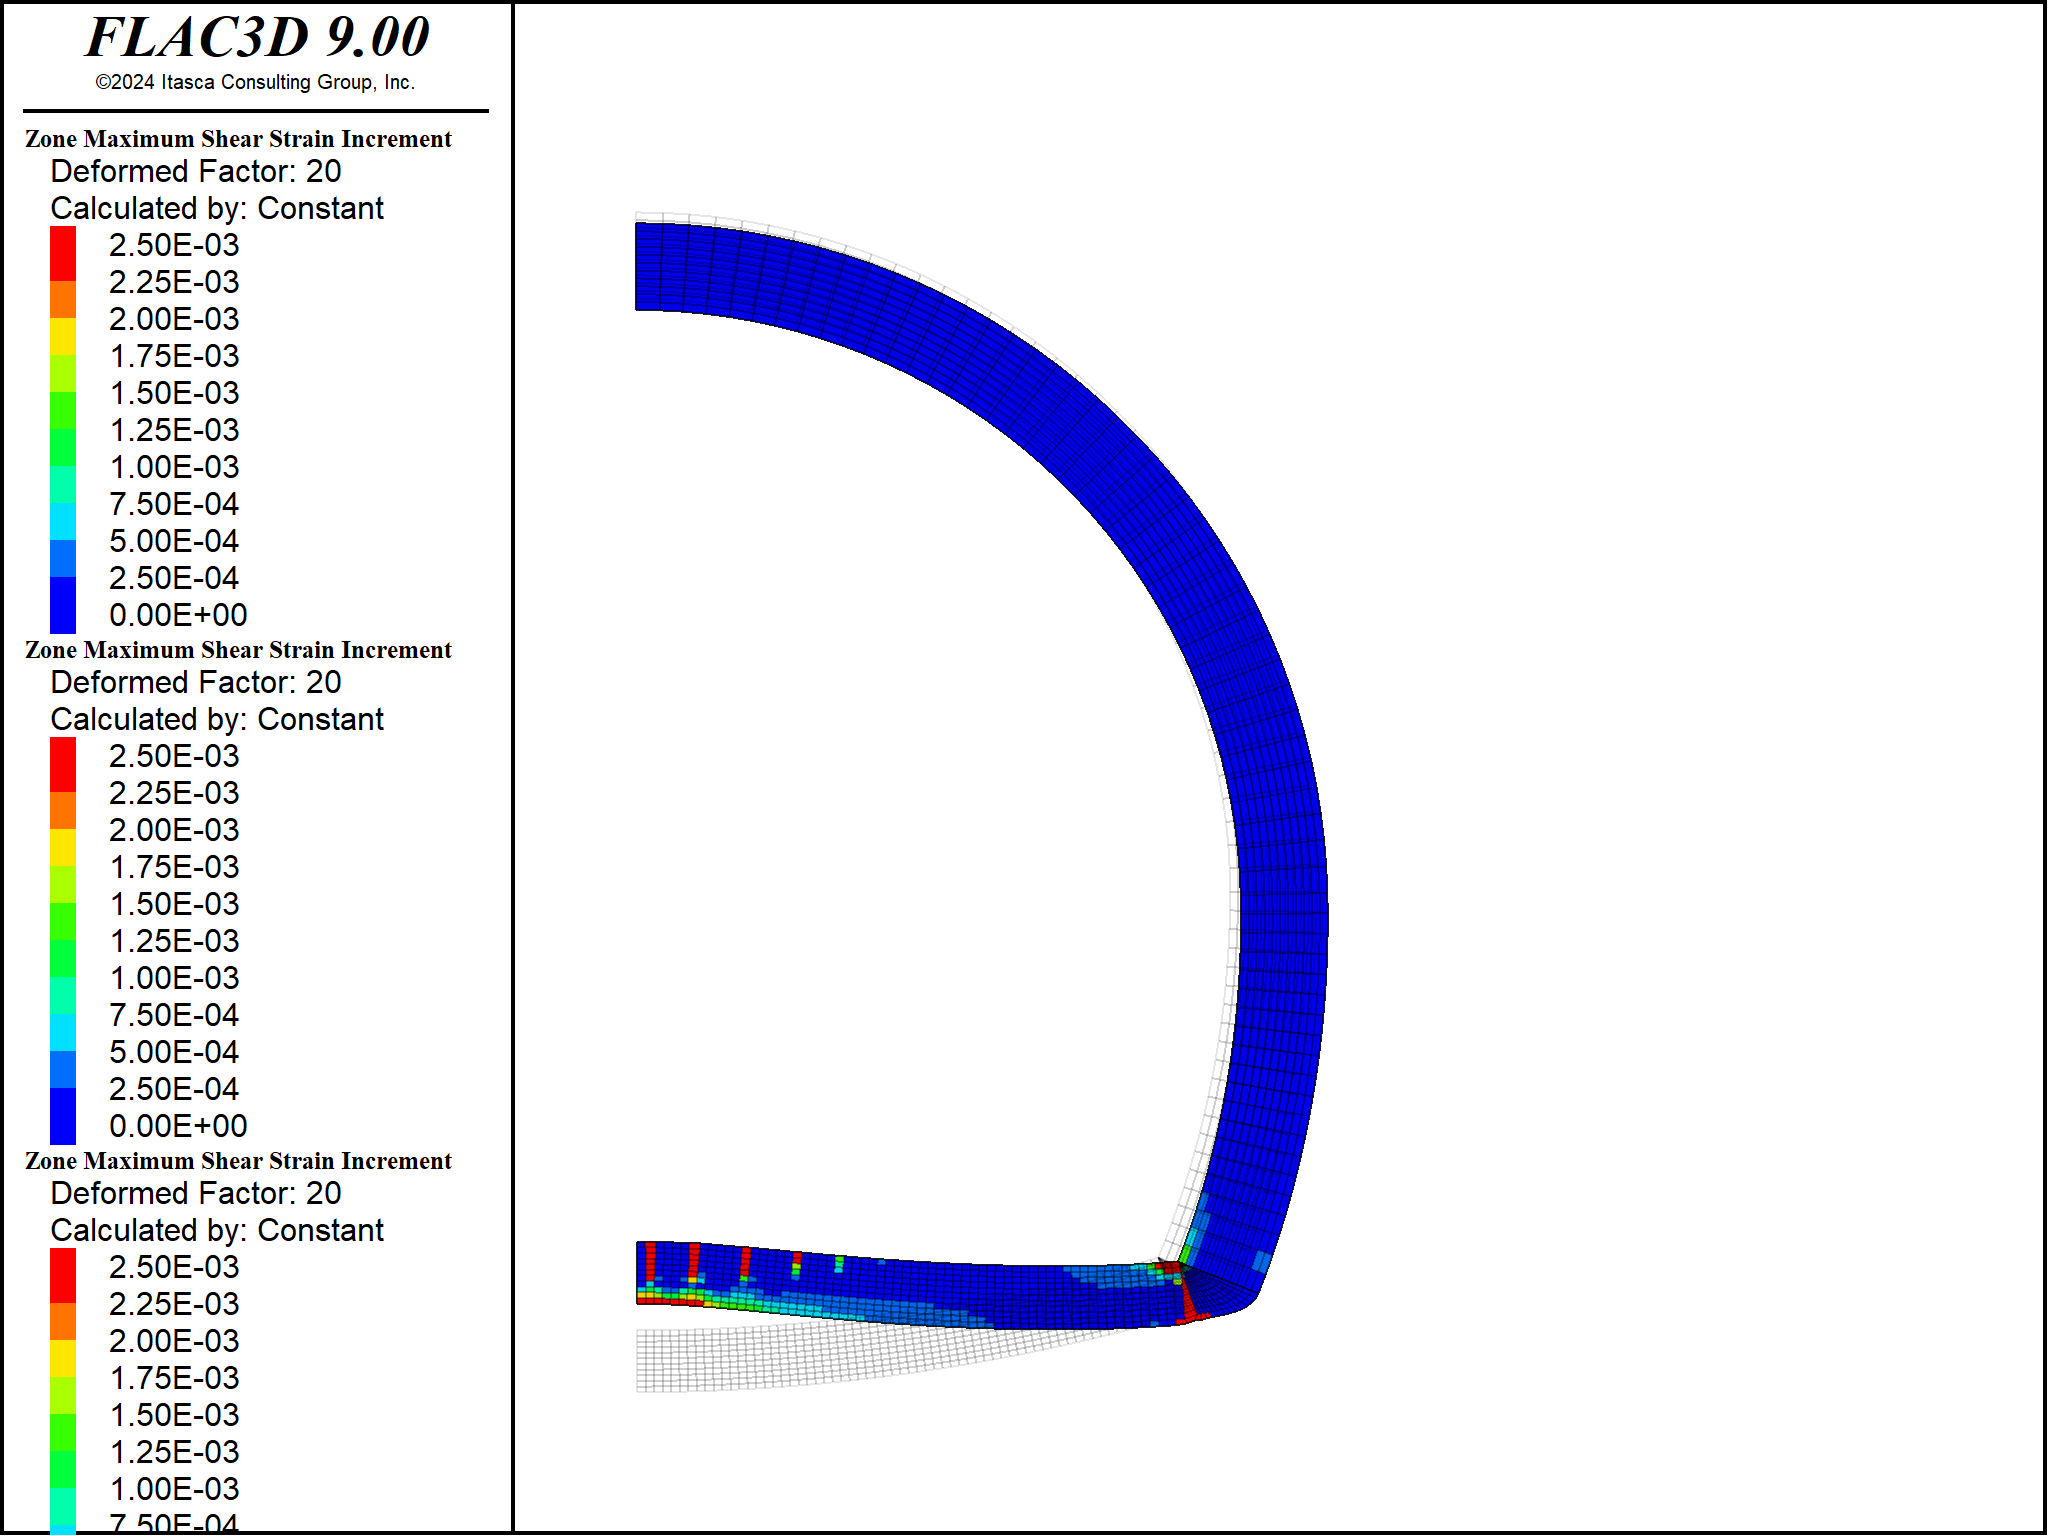 FLAC3D 9.00
©2024 Itasca Consulting Group, Inc.
Zone Maximum Shear Strain Increment
Deformed Factor: 20
Calculated by: Constant
2.50E-03
2.25E-03
2.00E-03
1.75E-03
1.50E-03
1.25E-03
1.00E-03
7.50E-04
5.00E-04
2.50E-04
0.00E+00
Zone Maximum Shear Strain Increment
Deformed Factor: 20
Calculated by: Constant
2.50E-03
2.25E-03
2.00E-03
1.75E-03
1.50E-03
1.25E-03
1.00E-03
7.50E-04
5.00E-04
2.50E-04
0.00E+00
Zone Maximum Shear Strain Increment
Deformed Factor: 20
Calculated by: Constant
2.50E-03
2.25E-03
2.00E-03
1.75E-03
1.50E-03
1.25E-03
1.00E-03
7.50E-04